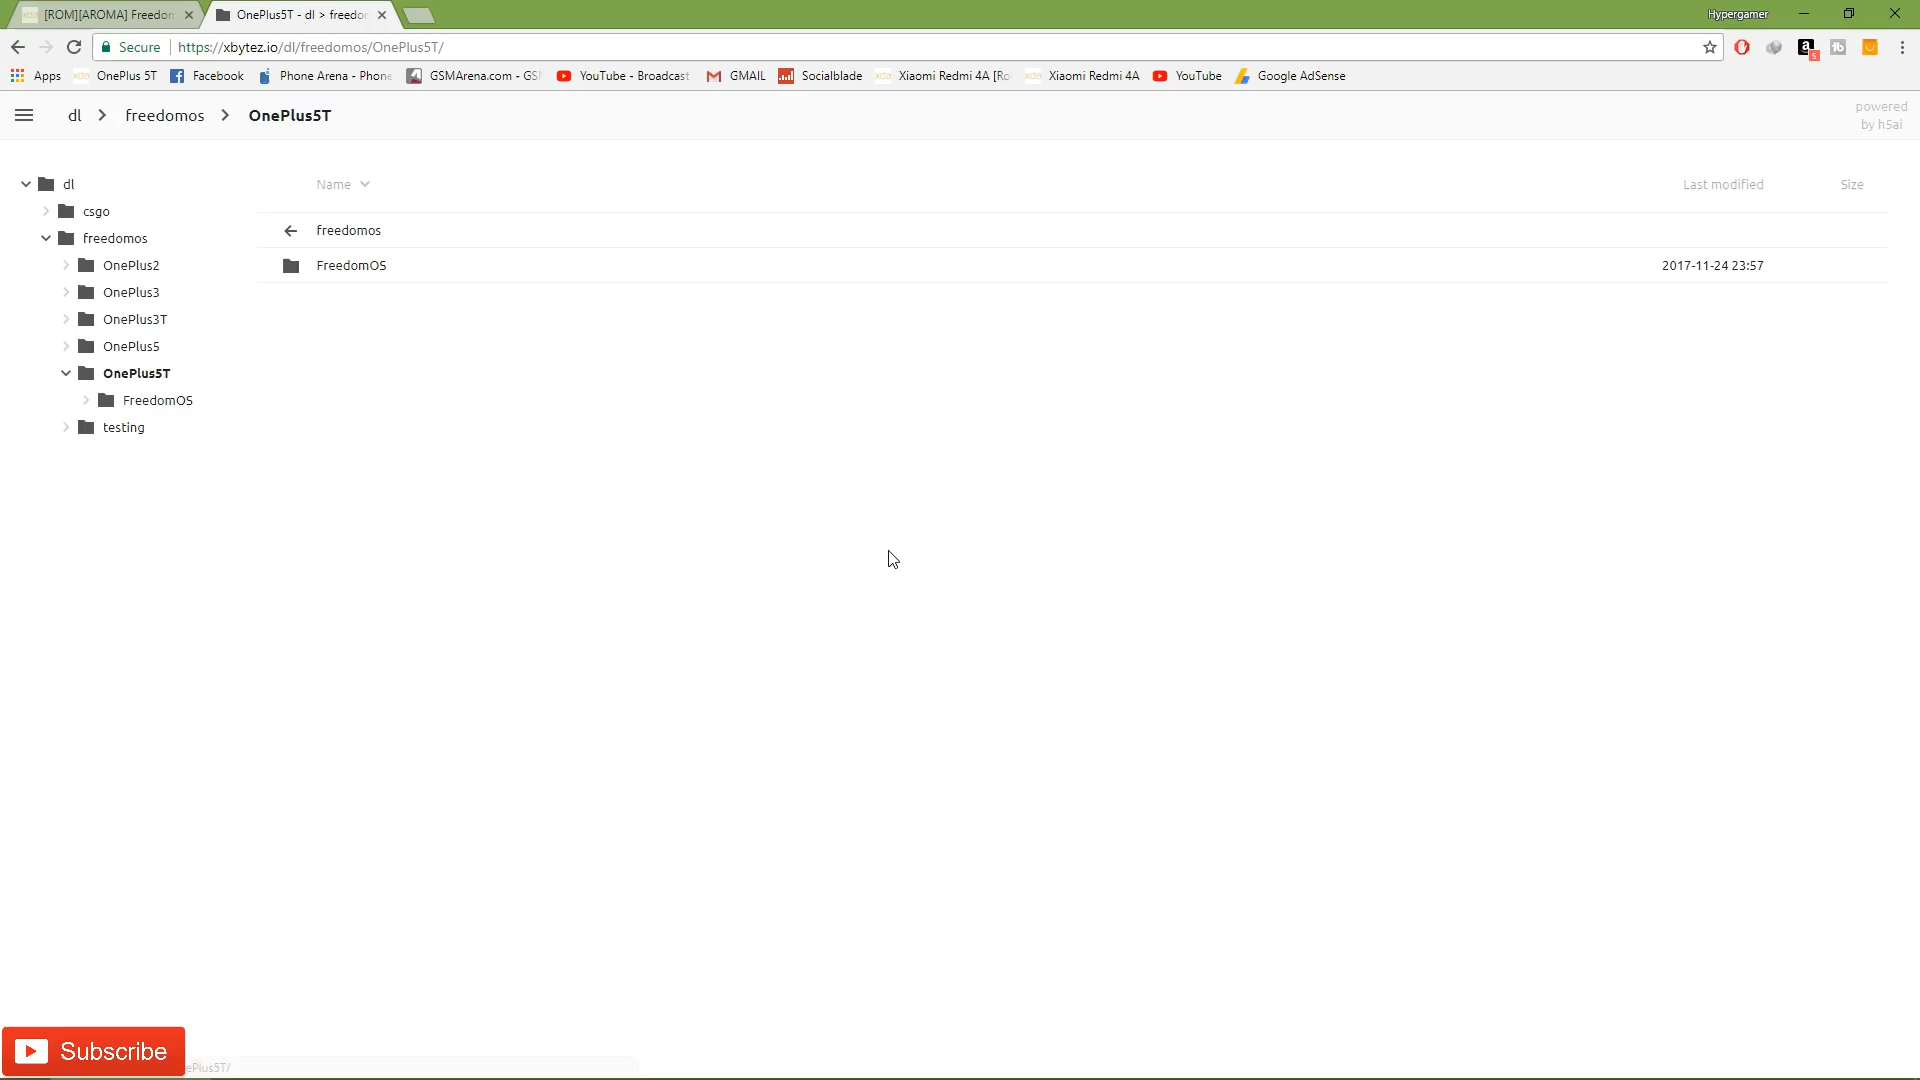 [ROM][AROMA] Freedom
OnePlus5T - dl > freedo
Hypergamer
Secure
https://xbytez.io/dl/freedomos/OnePlus5T/
a
5
tb
Apps
OnePlus 5T
Facebook
Phone Arena - Phone
GSMArena.com - GS
YouTube - Broadcast
GMAIL
Socialblade
Xiaomi Redmi 4A [Ro
Xiaomi Redmi 4A
YouTube
Google AdSense
dl
freedomos
OnePlus5T
powered
by h5ai
dl
csgo
freedomos
OnePlus2
OnePlus3
OnePlus3T
OnePlus5
OnePlus5T
FreedomOS
testing
Name
Last modified
Size
freedomos
FreedomOS
2017-11-24 23:57
Subscribe
ePlus5T/